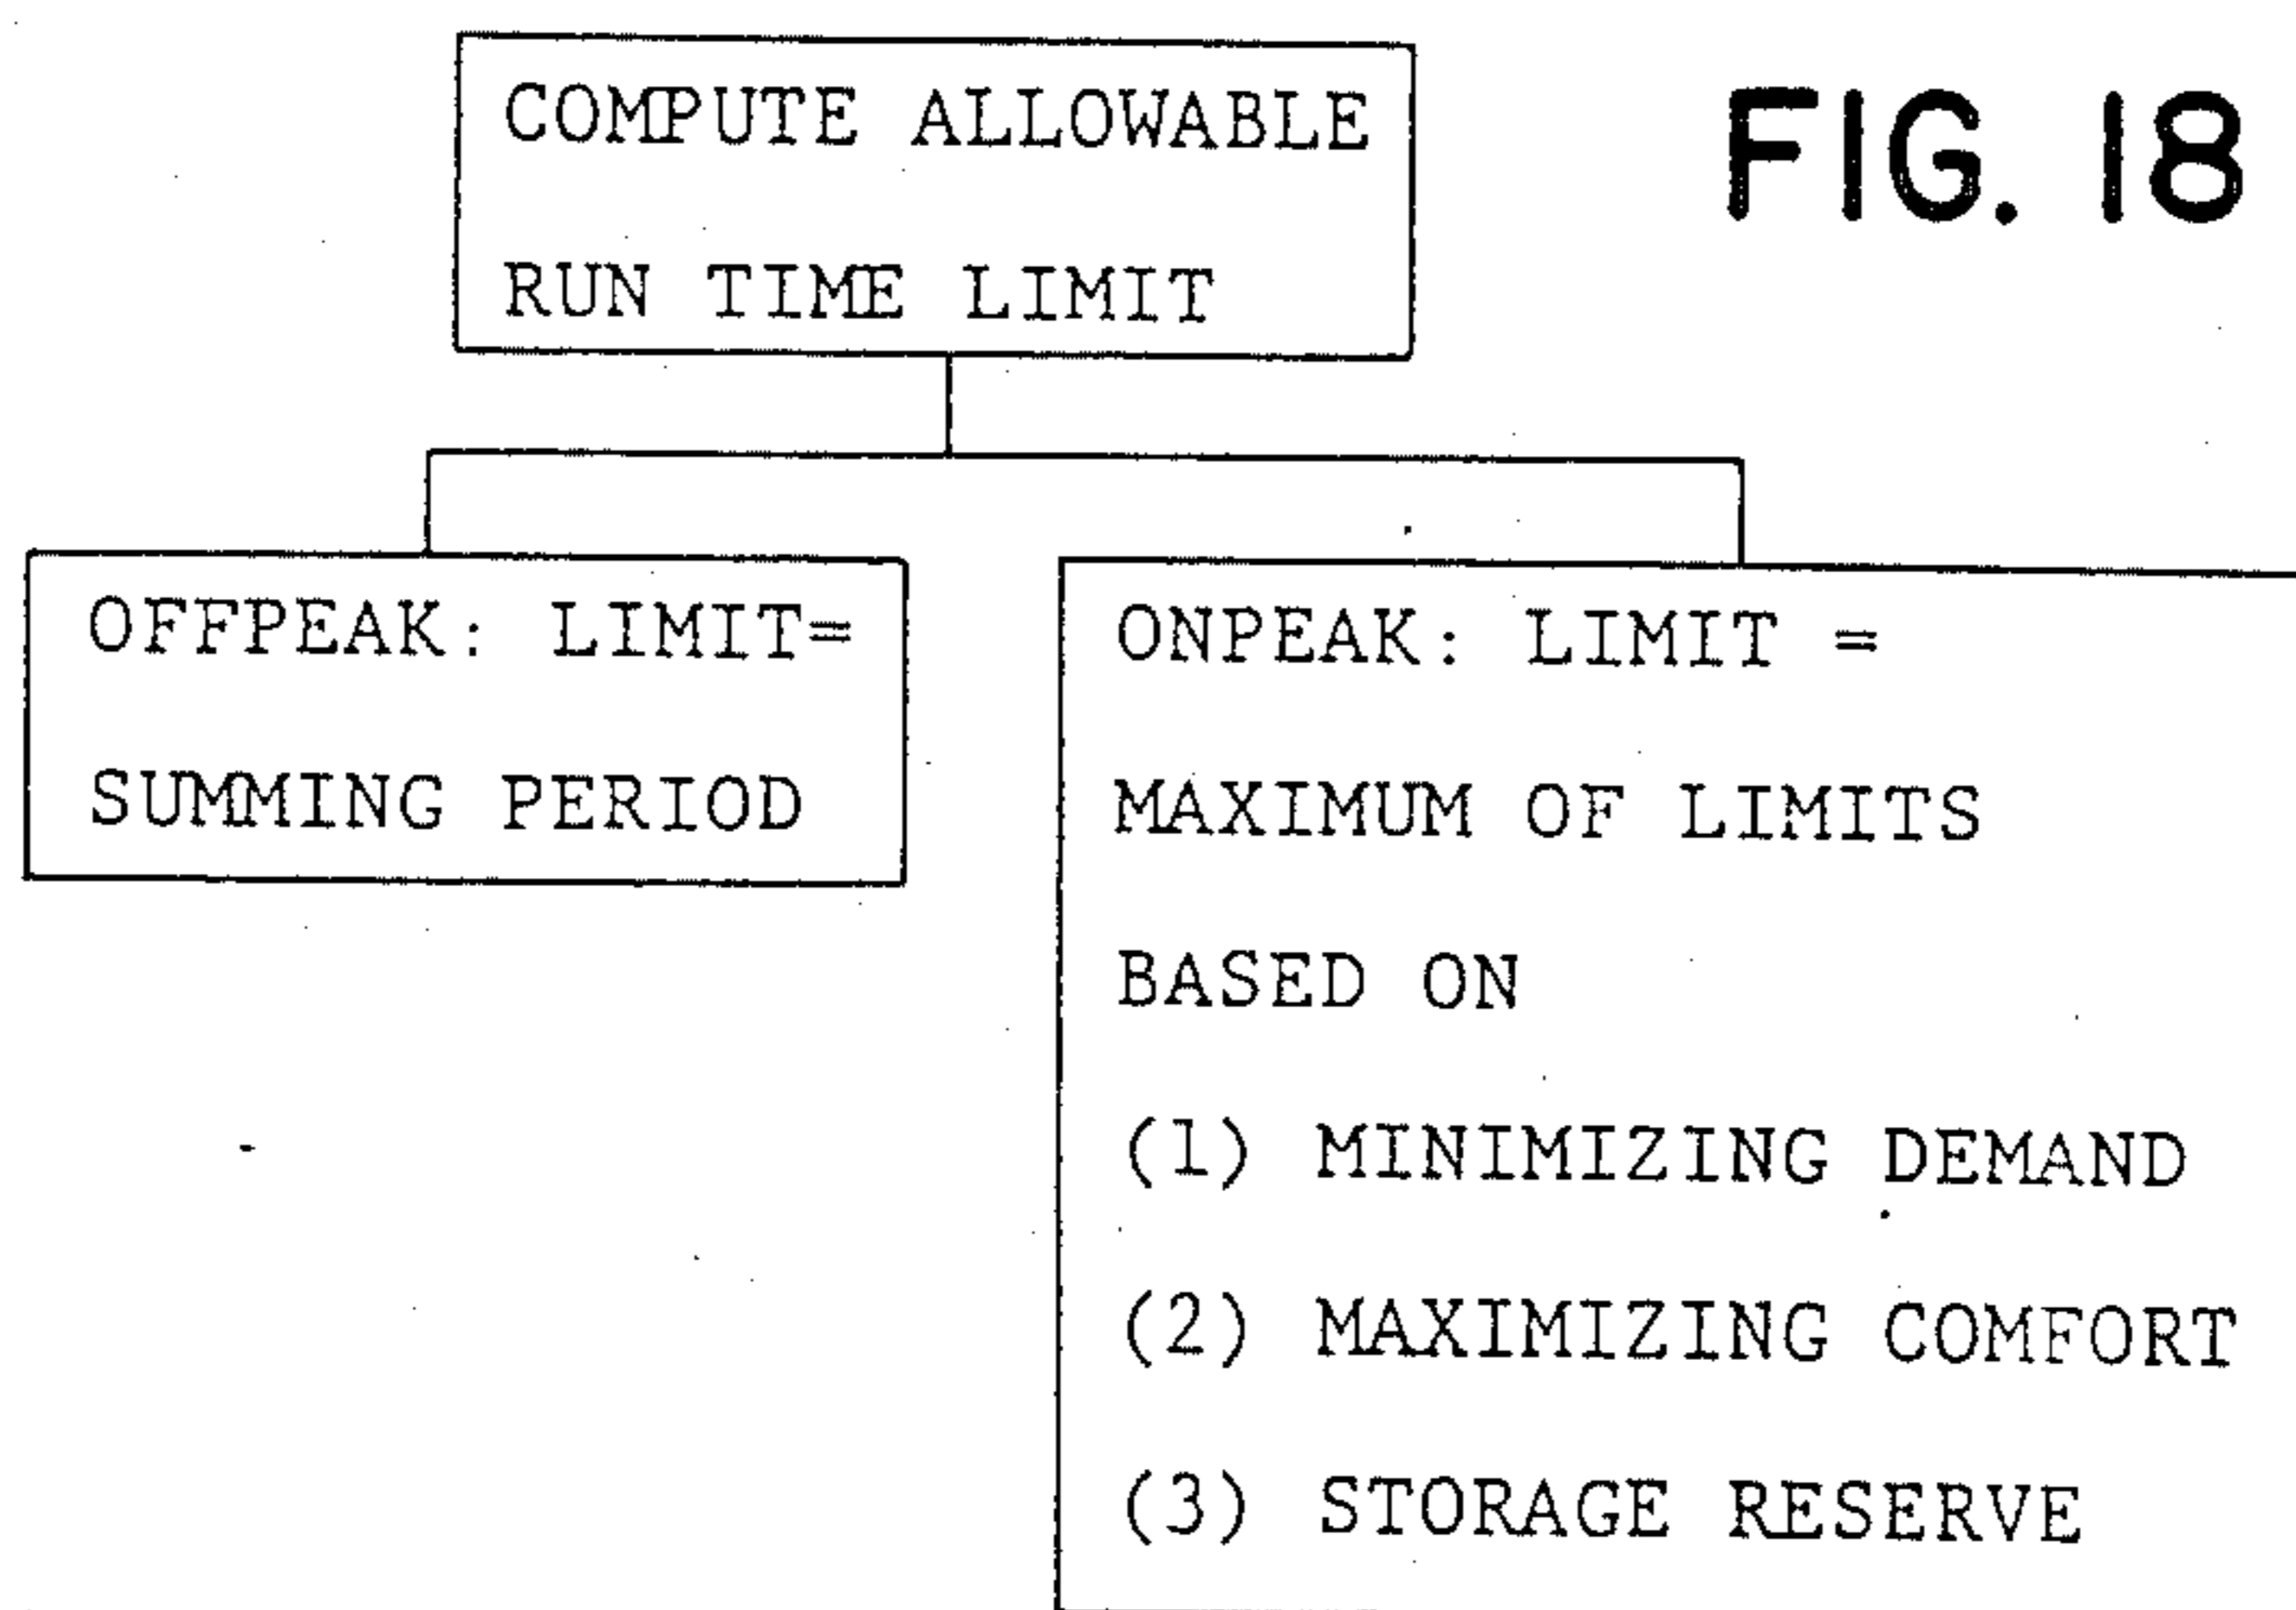 COMPUTE ALLOWABLE
RUN TIME LIMIT
FIG. 18
OFFPEAK: LIMIT=
SUMMING PERIOD
ONPEAK: LIMIT =
MAXIMUM OF LIMITS
BASED ON
(1) MINIMIZING DEMAND
(2) MAXIMIZING COMFORT
(3) STORAGE RESERVE